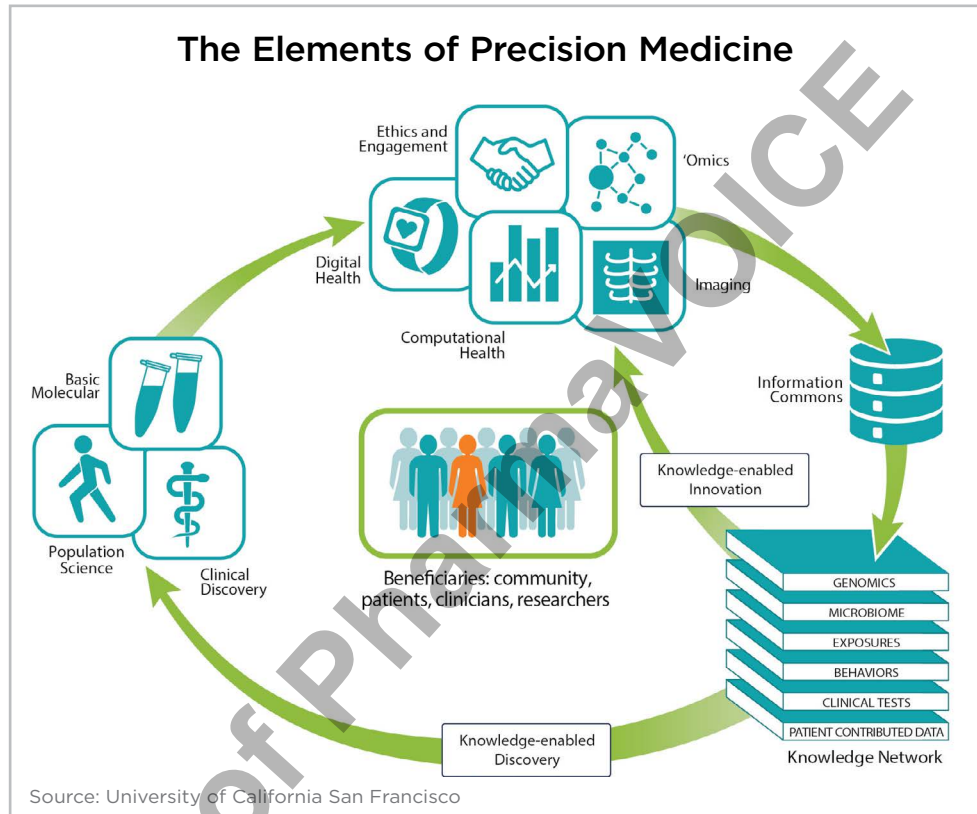 The Elements of Precision Medicine
Ethics and
Engagement
'Omics
Digital
Health
Computational
Health
Imaging
Basic
Molecular
Population
Science
Clinical
Discovery
Information
Commons
Knowledge-enabled
Innovation
Beneficiaries: community,
patients, clinicians, researchers
GENOMICS
MICROBIOME
EXPOSURES
BEHAVIORS
CLINICAL TESTS
PATIENT CONTRIBUTED DATA
Knowledge Network
Knowledge-enabled
Discovery
Source: University of California San Francisco
of PharmaVOICE